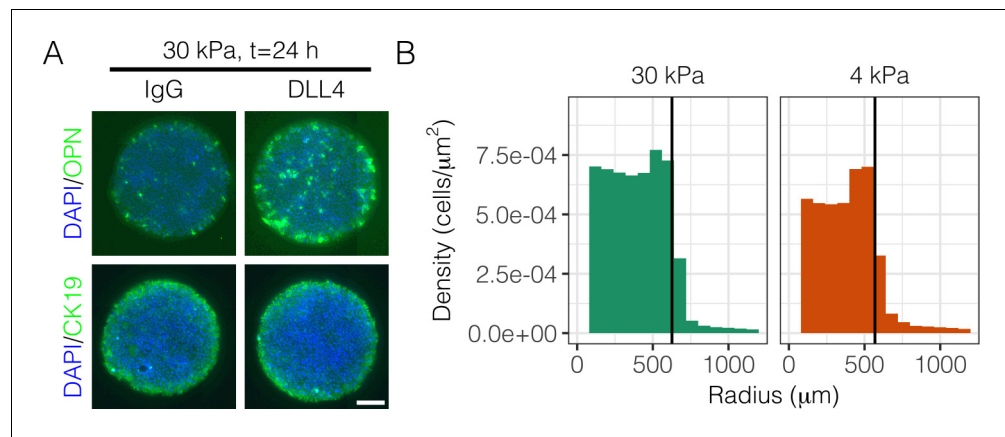 A
30 kPa, t=24 h
IgG
DLL4
DAPI/OPN
DAPI/CK19
B
30 kPa
4 kPa
Density (cells/μm²)
7.5e-04
5.0e-04
2.5e-04
0.0e+00
0
500
1000
0
500
1000
Radius (μm)